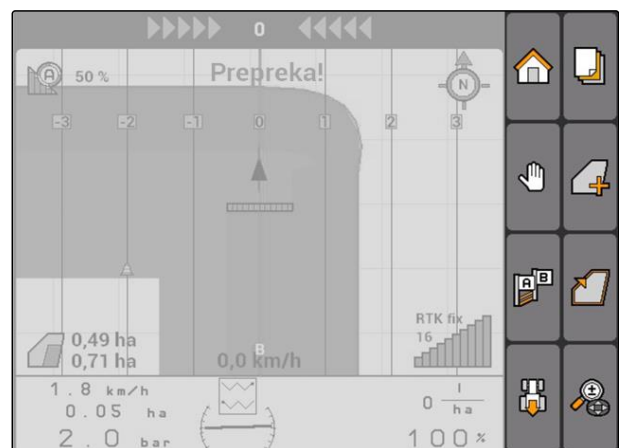 0
A 50 %
Prepreka!
N
-3 -2 -1 0 1 2 3
A
A B
RTK fix
16
0,49 ha
0,71 ha
0,0 km/h
B
1.8 km/h
0.05 ha
2.0 bar
0 l/ha
100 %